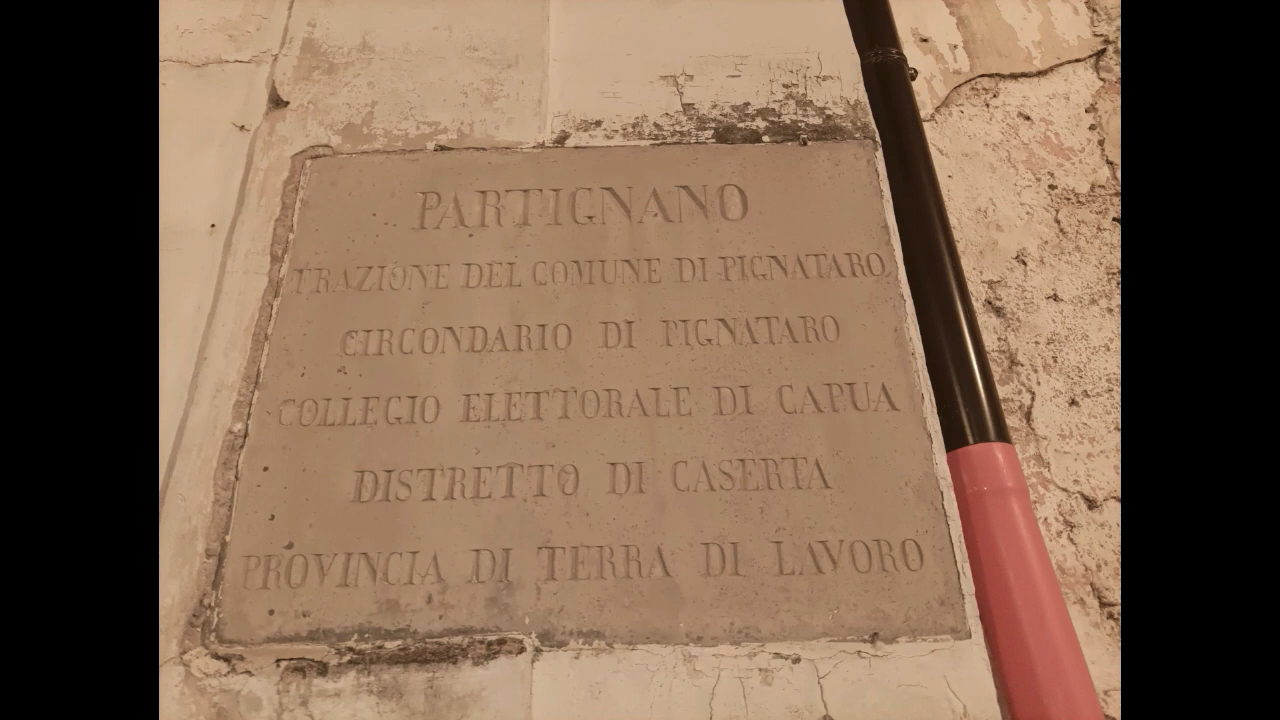 PARTIGNANO
FRAZIONE DEL COMUNE DI PIGNATARO
CIRCONDARIO DI PIGNATARO
COLLEGIO ELETTORALE DI CAPUA
DISTRETTO DI CASERTA
PROVINCIA DI TERRA DI LAVORO